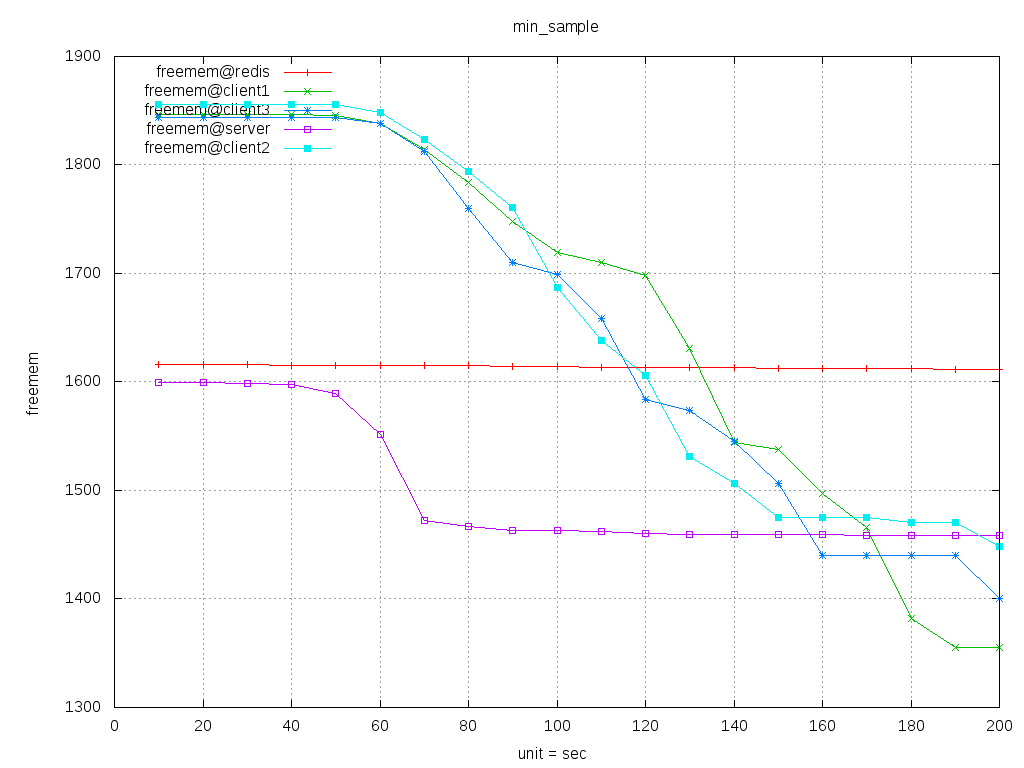 min_sample
1900
1800
1700
1600
1500
1400
1300
freemem
freemem@redis
freemem@client1
freemem@client3
freemem@server
freemem@client2
0 20 40 60 80 100 120 140 160 180 200
unit = sec